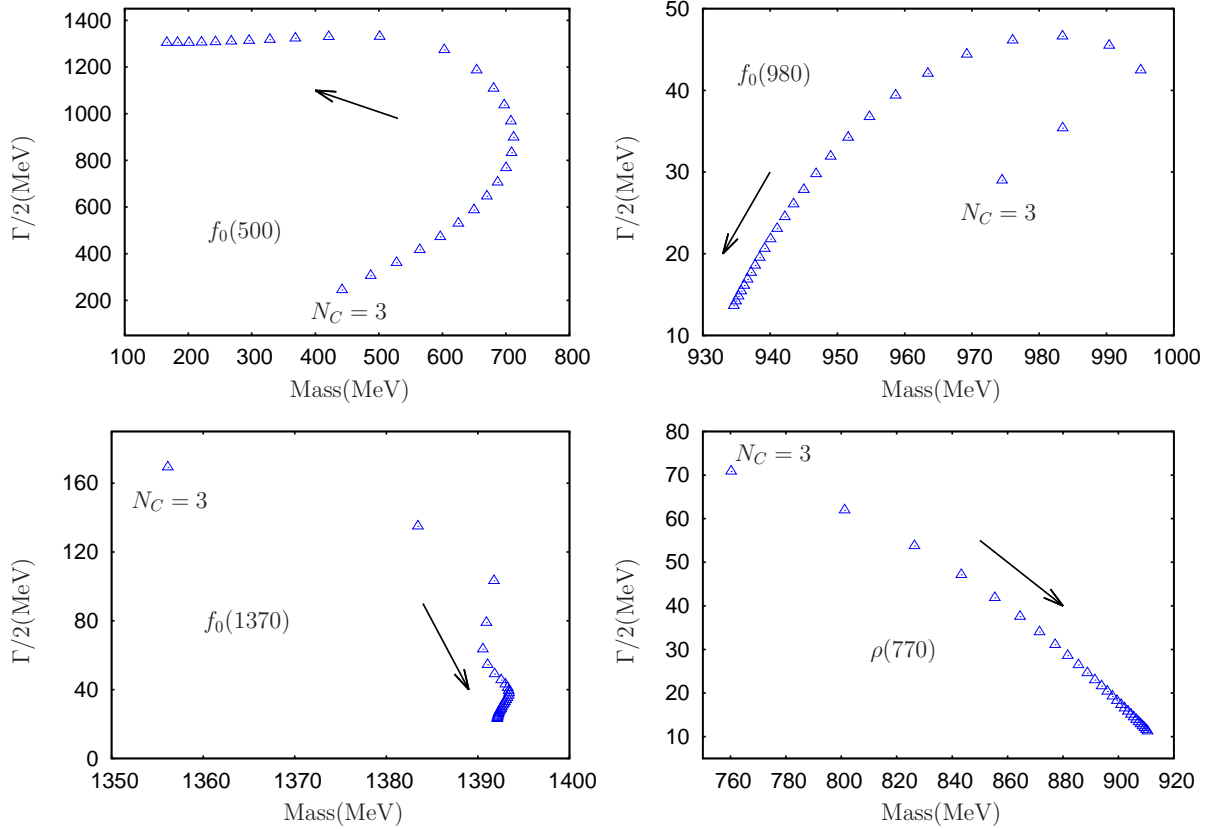 1400
1200
1000
800
600
400
200
Γ/2(MeV)
f₀(500)
N_C = 3
100 200 300 400 500 600 700 800
Mass(MeV)
50
40
30
20
10
Γ/2(MeV)
f₀(980)
N_C = 3
930 940 950 960 970 980 990 1000
Mass(MeV)
160
120
80
40
0
Γ/2(MeV)
N_C = 3
f₀(1370)
1350 1360 1370 1380 1390 1400
Mass(MeV)
80
70
60
50
40
30
20
10
Γ/2(MeV)
N_C = 3
ρ(770)
760 780 800 820 840 860 880 900 920
Mass(MeV)